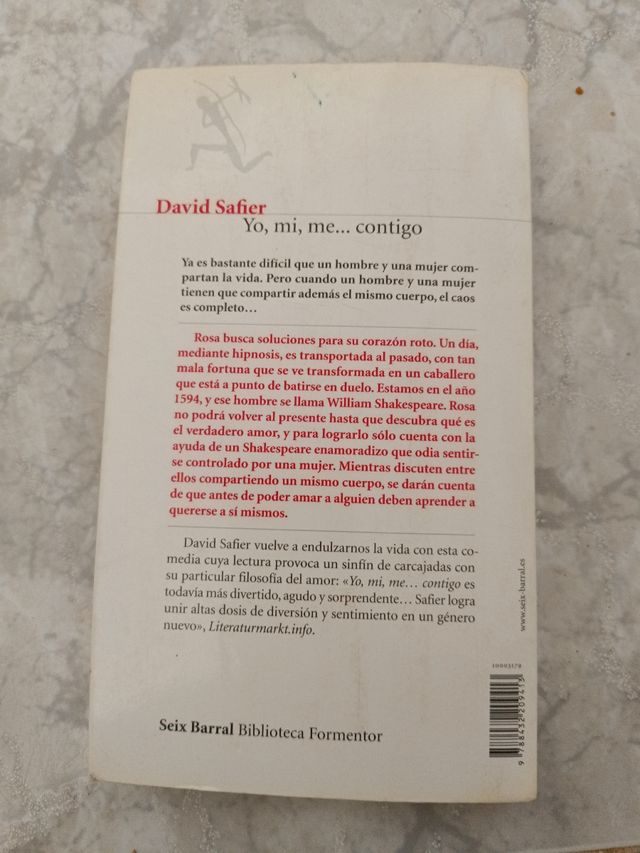 David Safier
Yo, mi, me... contigo
Ya es bastante difícil que un hombre y una mujer com-
partan la vida. Pero cuando un hombre y una mujer
tienen que compartir además el mismo cuerpo, el caos
es completo...
Rosa busca soluciones para su corazón roto. Un día,
mediante hipnosis, es transportada al pasado, con tan
mala fortuna que se ve transformada en un caballero
que está a punto de batirse en duelo. Estamos en el año
1594, y ese hombre se llama William Shakespeare. Rosa
no podrá volver al presente hasta que descubra qué es
el verdadero amor, y para lograrlo sólo cuenta con la
ayuda de un Shakespeare enamoradizo que odia sentir-
se controlado por una mujer. Mientras discuten entre
ellos compartiendo un mismo cuerpo, se darán cuenta
de que antes de poder amar a alguien deben aprender a
quererse a sí mismos.
David Safier vuelve a endulzarnos la vida con esta co-
media cuya lectura provoca un sinfín de carcajadas con
su particular filosofía del amor: «Yo, mi, me... contigo es
todavía más divertido, agudo y sorprendente... Safier logra
unir altas dosis de diversión y sentimiento en un género
nuevo», Literaturmarkt.info.
www.seix-barral.es
10003179
9 788432 209413
Seix Barral Biblioteca Formentor